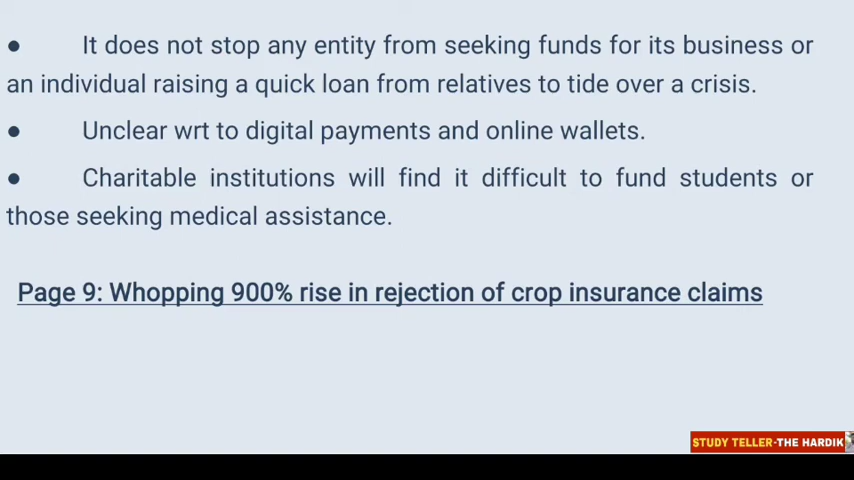 ● It does not stop any entity from seeking funds for its business or
an individual raising a quick loan from relatives to tide over a crisis.
● Unclear wrt to digital payments and online wallets.
● Charitable institutions will find it difficult to fund students or
those seeking medical assistance.
Page 9: Whopping 900% rise in rejection of crop insurance claims
STUDY TELLER-THE HARDIK